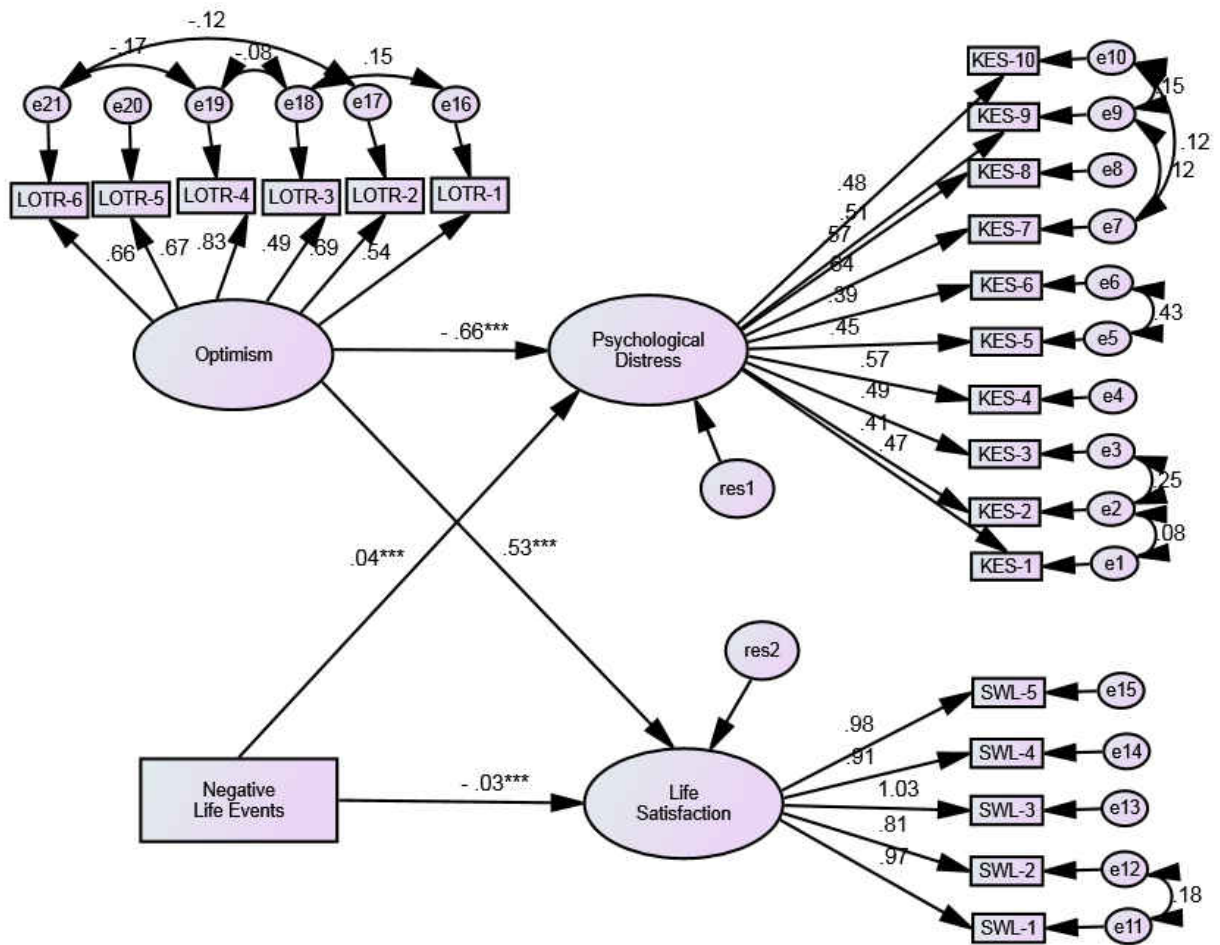 -.12
-.17
-.08
.15
e21
e20
e19
e18
e17
e16
LOTR-6
LOTR-5
LOTR-4
LOTR-3
LOTR-2
LOTR-1
.66
.67
.83
.49
.69
.54
Optimism
- .66***
Psychological
Distress
res1
.48
.51
.57
.64
.39
.45
.57
.49
.41
.47
KES-10
e10
.15
KES-9
e9
.12
KES-8
e8
.12
KES-7
e7
KES-6
e6
.43
KES-5
e5
KES-4
e4
KES-3
e3
.25
KES-2
e2
.08
KES-1
e1
.04***
.53***
res2
Negative
Life Events
- .03***
Life
Satisfaction
.98
.91
1.03
.81
.97
SWL-5
e15
SWL-4
e14
SWL-3
e13
SWL-2
e12
.18
SWL-1
e11